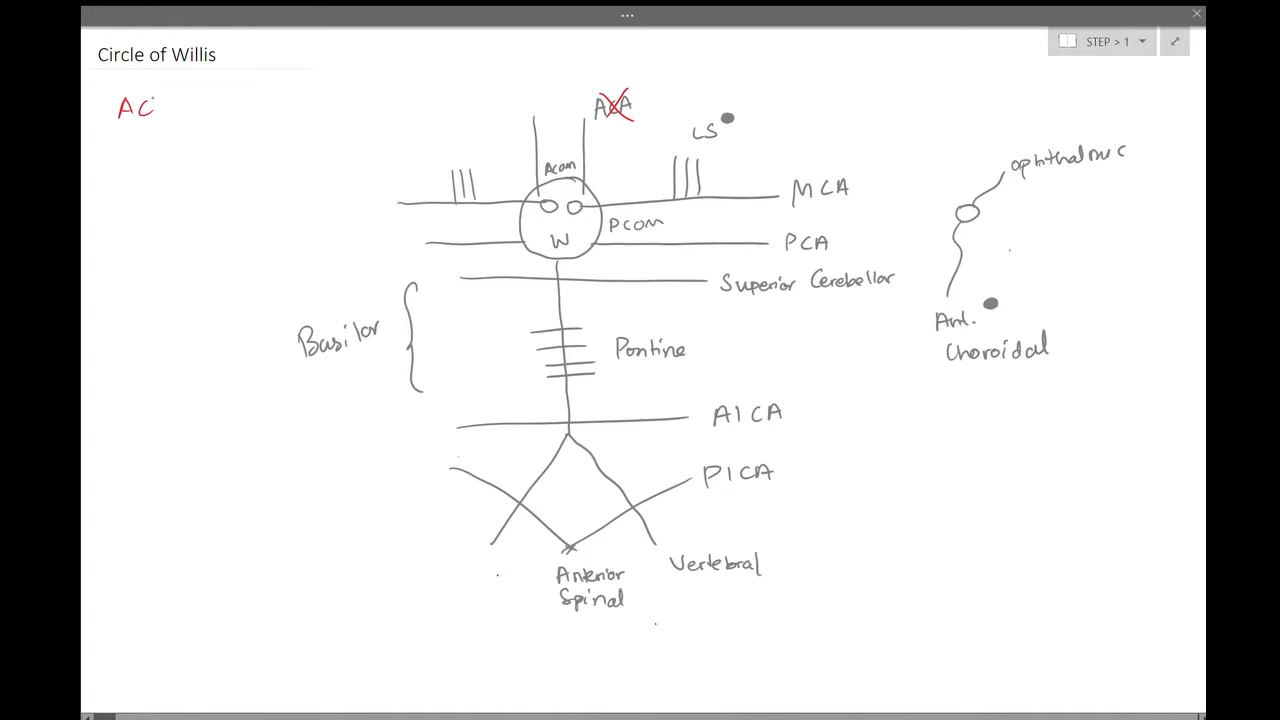 ...
STEP > 1
Circle of Willis
AC
ACA
LS
Acom
ophthalmic
MCA
PCOM
W
PCA
Superior Cerebellar
Ant.
Choroidal
Basilar
Pontine
AICA
PICA
Vertebral
Anterior
Spinal